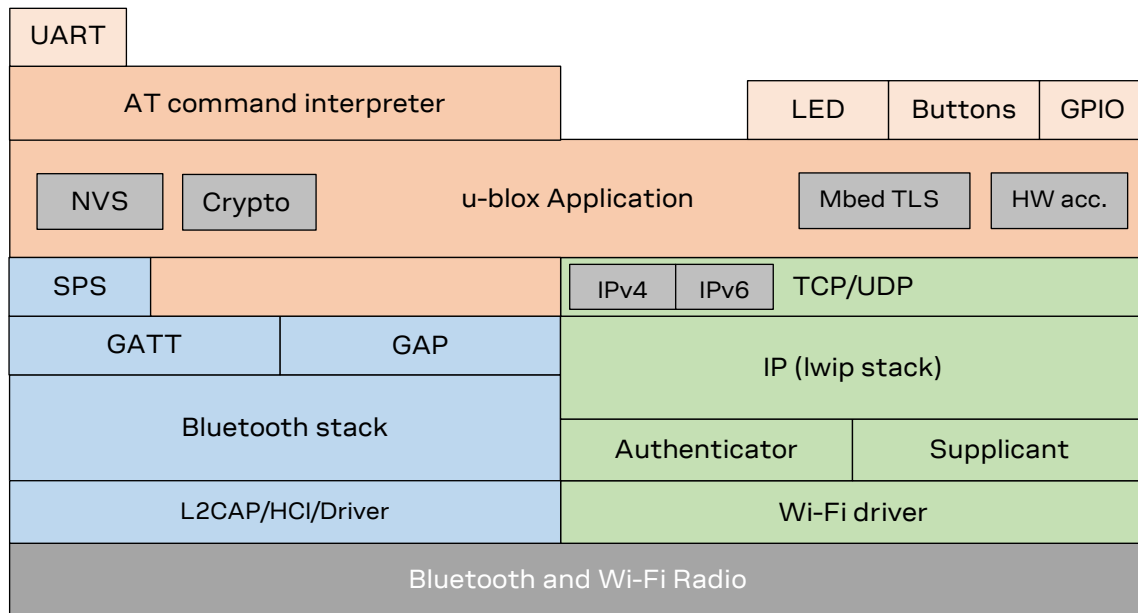 UART
AT command interpreter
LED
Buttons
GPIO
NVS
Crypto
u-blox Application
Mbed TLS
HW acc.
SPS
IPv4
IPv6
TCP/UDP
GATT
GAP
IP (lwip stack)
Bluetooth stack
Authenticator
Supplicant
L2CAP/HCI/Driver
Wi-Fi driver
Bluetooth and Wi-Fi Radio